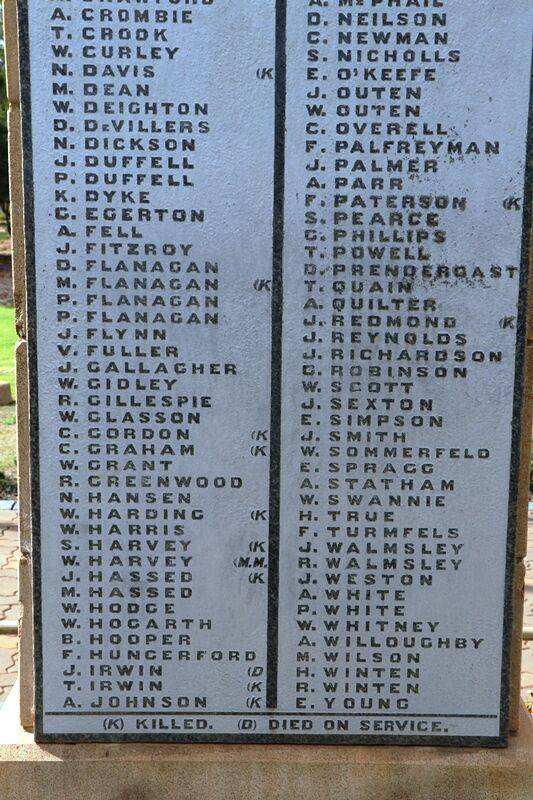 A. CROMBIE
T. CROOK
W. CURLEY
N. DAVIS (K
M. DEAN
W. DEIGHTON
D. DEVILLERS
N. DICKSON
J. DUFFELL
P. DUFFELL
K. DYKE
C. EGERTON
A. FELL
J. FITZROY
D. FLANAGAN
M. FLANAGAN (K
P. FLANAGAN
P. FLANAGAN
J. FLYNN
V. FULLER
J. GALLAGHER
W. GIDLEY
R. GILLESPIE
W. GLASSON
C. GORDON (K
C. GRAHAM (K
W. GRANT
R. GREENWOOD
N. HANSEN
W. HARDING (K
W. HARRIS
S. HARVEY (K
W. HARVEY (M.M.
J. HASSED (K
M. HASSED
W. HODGE
W. HOGARTH
B. HOOPER
F. HUNGERFORD
J. IRWIN (D
T. IRWIN (K
A. JOHNSON (K
A. McPHAIL
D. NEILSON
C. NEWMAN
S. NICHOLLS
E. O'KEEFE
J. OUTEN
W. OUTEN
C. OVERELL
F. PALFREYMAN
J. PALMER
A. PARR
F. PATERSON (K
S. PEARCE
C. PHILLIPS
T. POWELL
D. PRENDERGAST
T. QUAIN
A. QUILTER
J. REDMOND (K
J. REYNOLDS
J. RICHARDSON
G. ROBINSON
W. SCOTT
J. SEXTON
E. SIMPSON
J. SMITH
W. SOMMERFELD
E. SPRAGG
A. STATHAM
W. SWANNIE
H. TRUE
F. TURMFELS
J. WALMSLEY
R. WALMSLEY
J. WESTON
A. WHITE
P. WHITE
W. WHITNEY
A. WILLOUGHBY
M. WILSON
H. WINTEN
R. WINTEN
E. YOUNG
(K) KILLED. (D) DIED ON SERVICE.